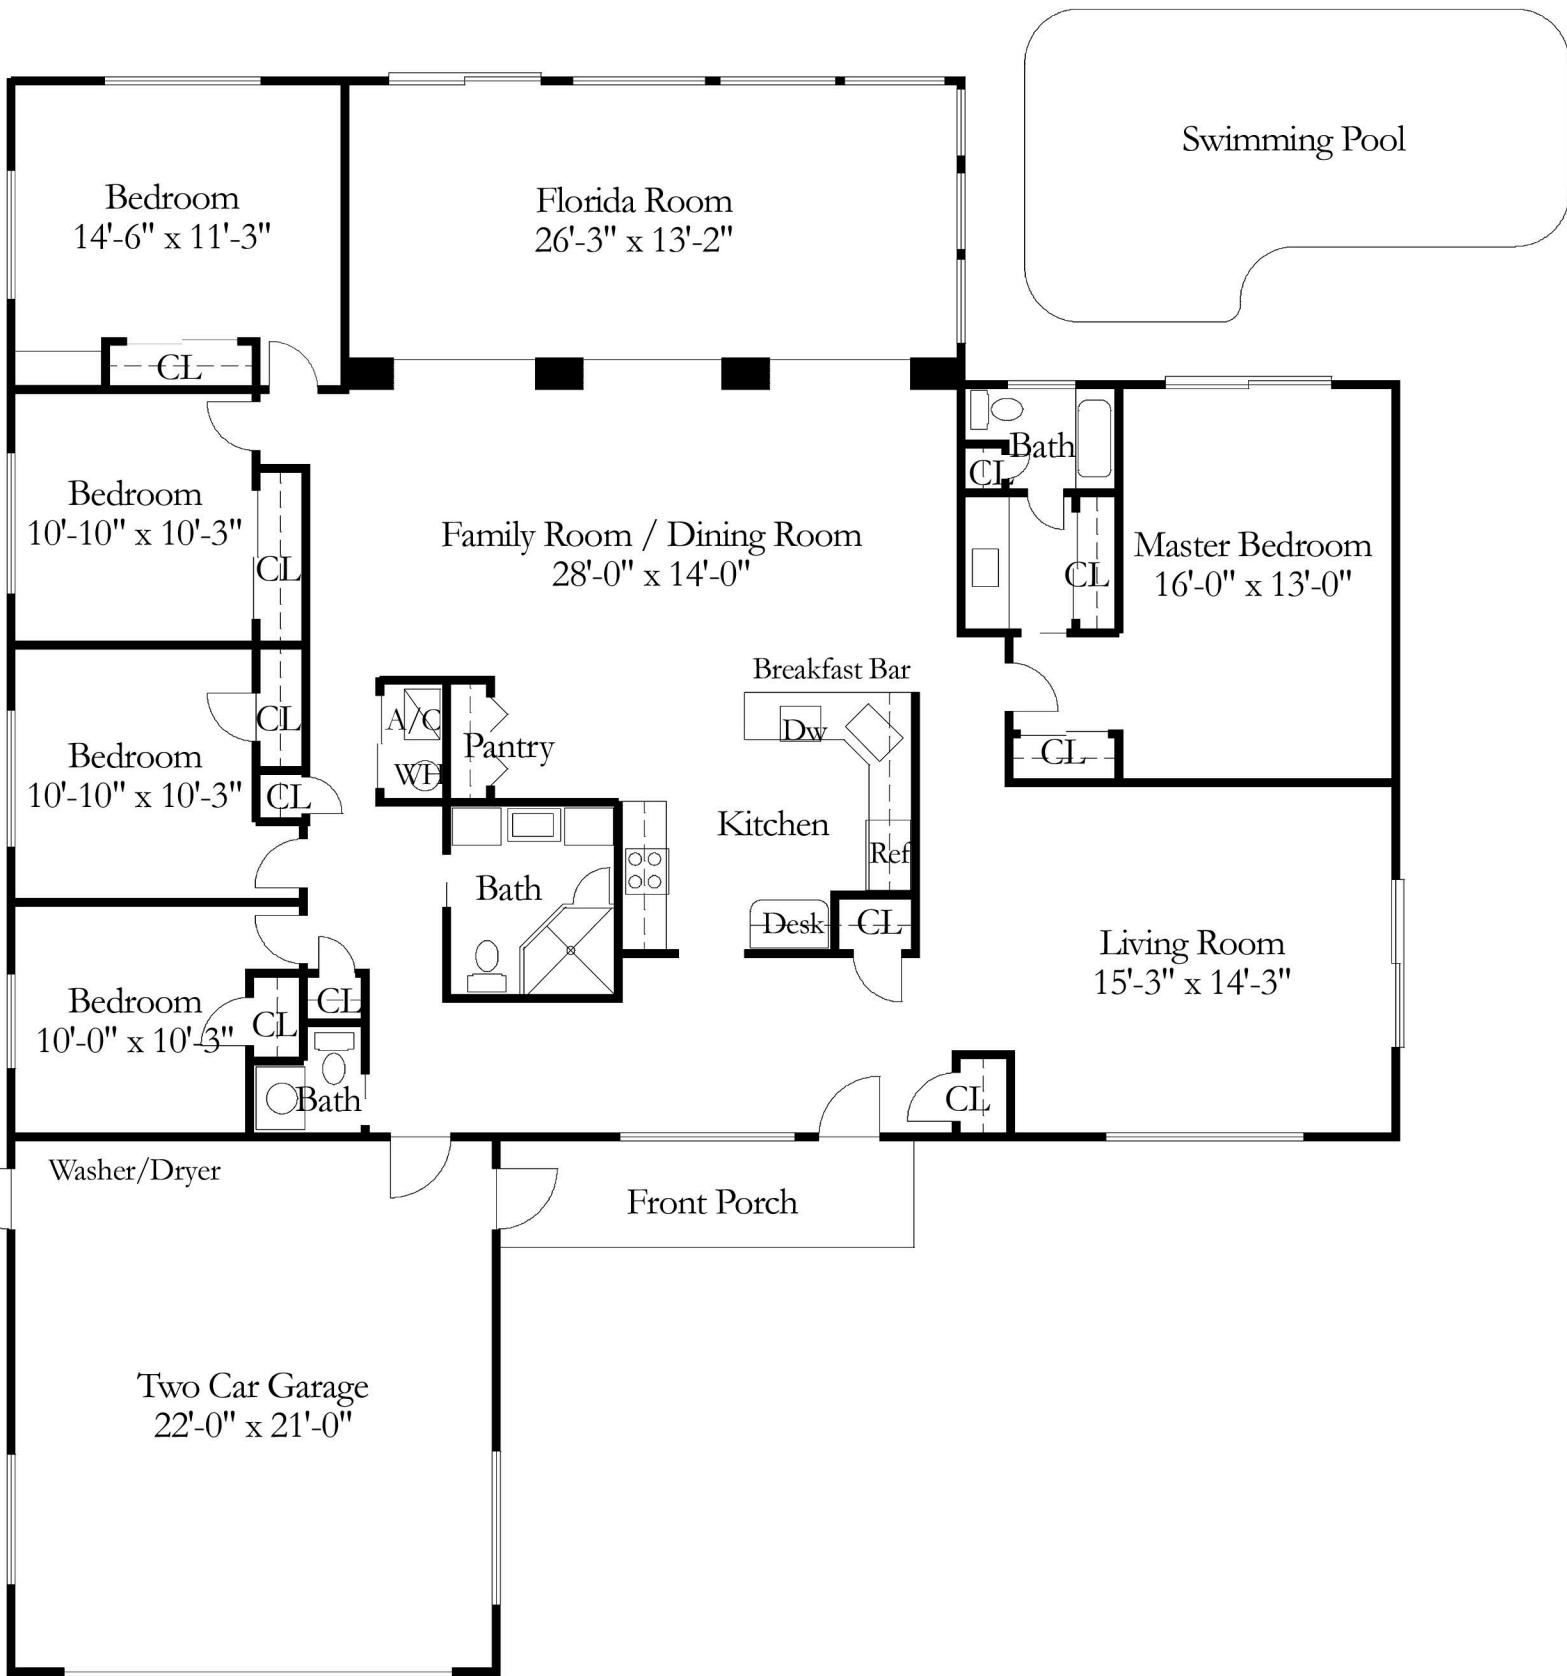 Swimming Pool
Bedroom
14'-6" x 11'-3"
Florida Room
26'-3" x 13'-2"
CL
Bath
CL
Bedroom
10'-10" x 10'-3"
CL
Family Room / Dining Room
28'-0" x 14'-0"
CL
Master Bedroom
16'-0" x 13'-0"
Breakfast Bar
CL
A/C
Dw
Pantry
CL
Bedroom
10'-10" x 10'-3"
WH
CL
Kitchen
Ref
Bath
Desk
CL
Living Room
15'-3" x 14'-3"
Bedroom
10'-0" x 10'-3"
CL
CL
Bath
CL
Washer/Dryer
Front Porch
Two Car Garage
22'-0" x 21'-0"